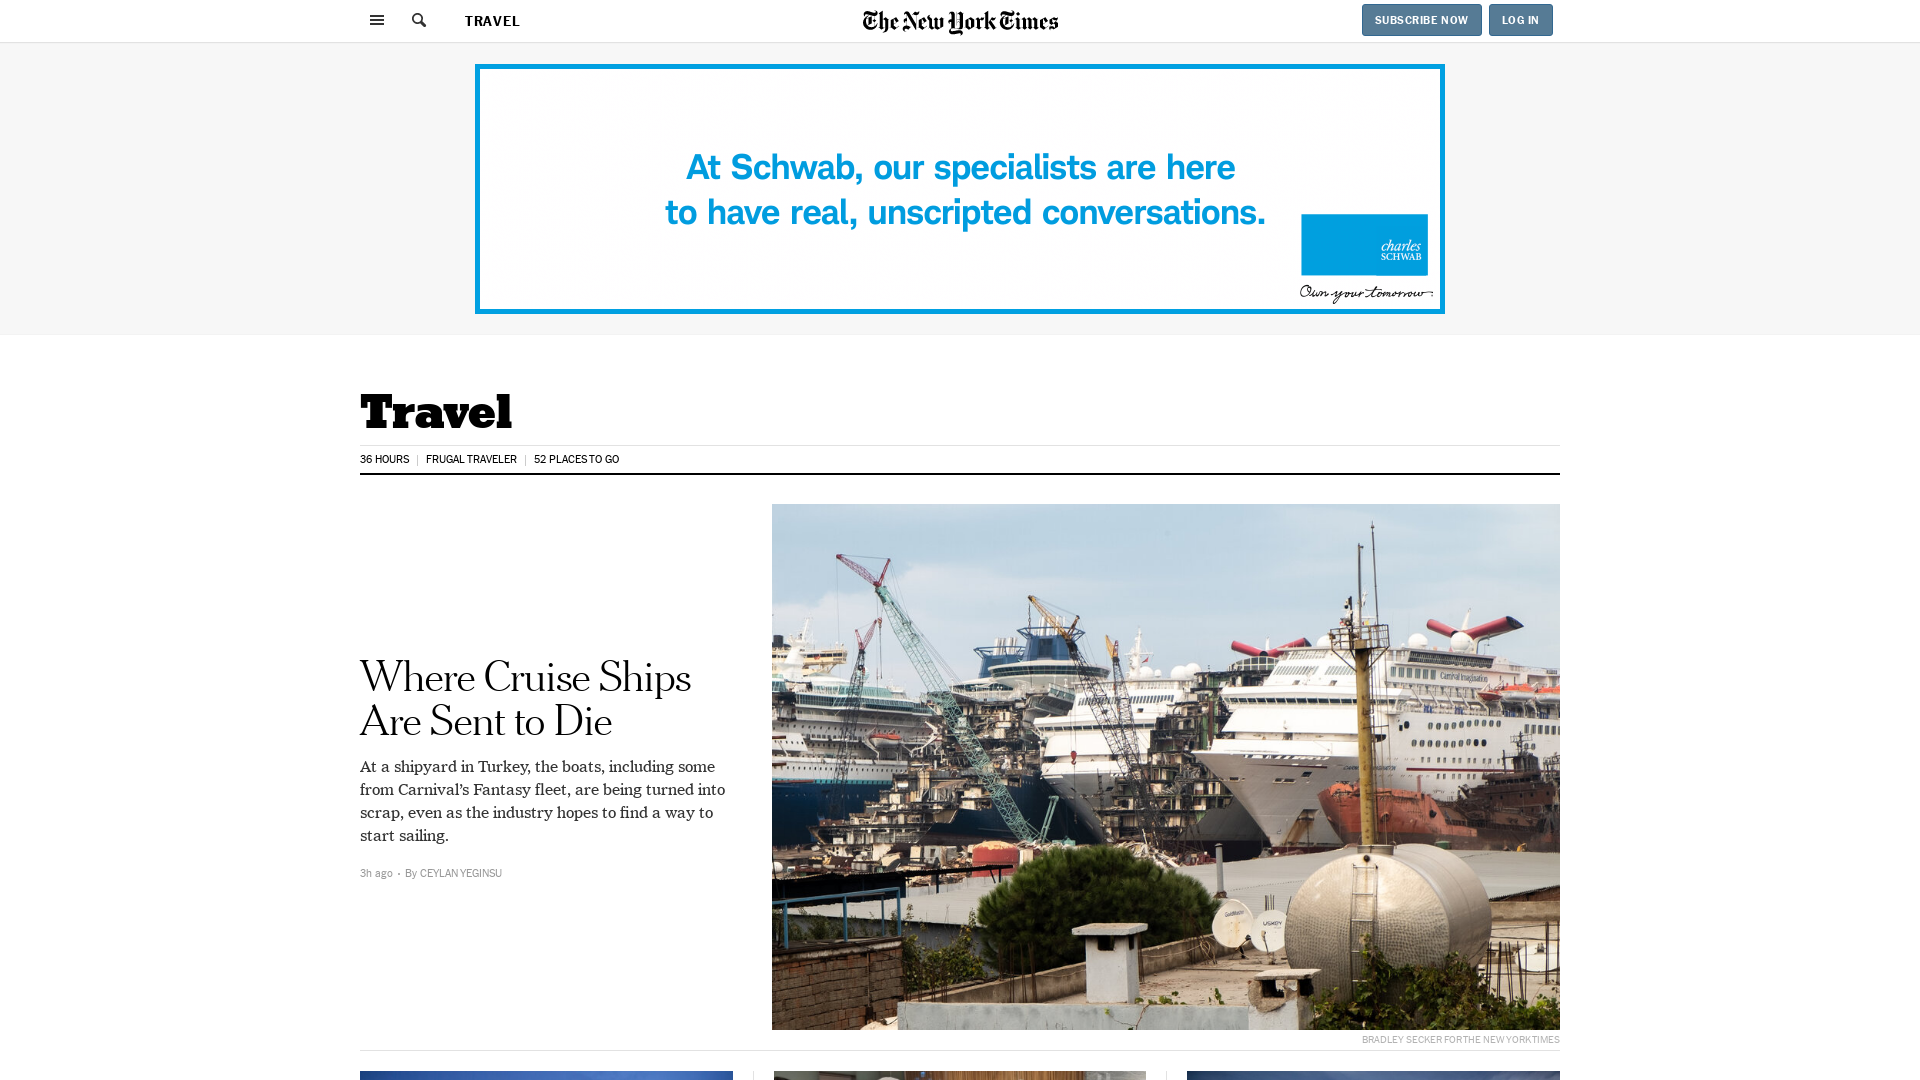 TRAVEL
The New York Times
SUBSCRIBE NOW
LOG IN
At Schwab, our specialists are here
to have real, unscripted conversations.
charles
SCHWAB
Own your tomorrow
Travel
36 HOURS
FRUGAL TRAVELER
52 PLACES TO GO
Where Cruise Ships
Are Sent to Die
At a shipyard in Turkey, the boats, including some
from Carnival’s Fantasy fleet, are being turned into
scrap, even as the industry hopes to find a way to
start sailing.
3h ago • By CEYLAN YEGINSU
Carnival Imagination
BRADLEY SECKER FOR THE NEW YORK TIMES